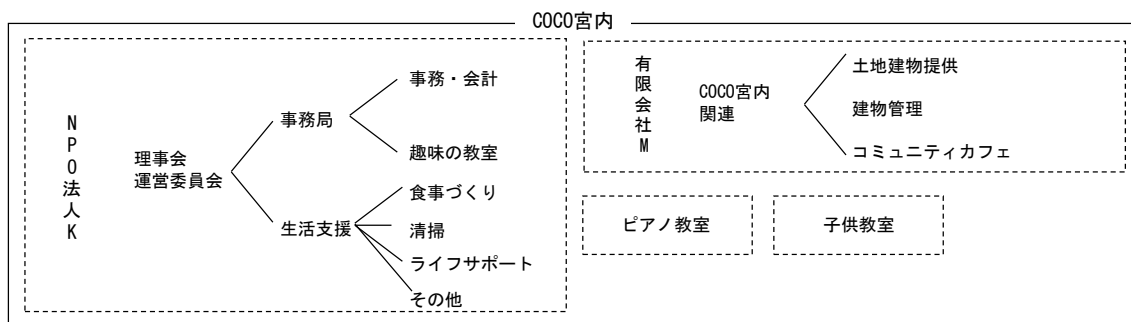 COCO宮内
NPO法人K
理事会
運営委員会
事務局
事務・会計
趣味の教室
生活支援
食事づくり
清掃
ライフサポート
その他
有限会社M
COCO宮内
関連
土地建物提供
建物管理
コミュニティカフェ
ピアノ教室
子供教室